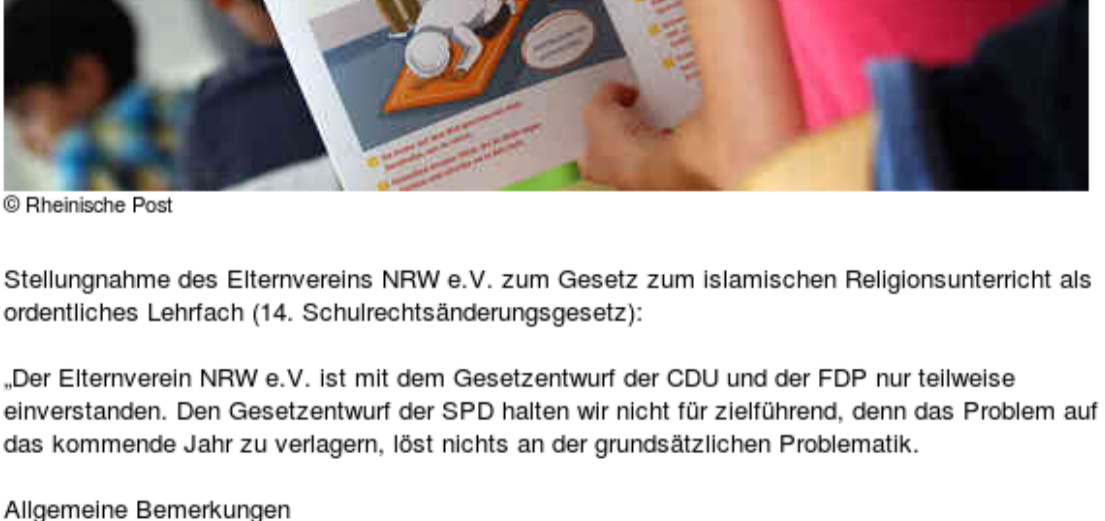 © Rheinische Post
Stellungnahme des Elternvereins NRW e.V. zum Gesetz zum islamischen Religionsunterricht als
ordentliches Lehrfach (14. Schulrechtsänderungsgesetz):
„Der Elternverein NRW e.V. ist mit dem Gesetzentwurf der CDU und der FDP nur teilweise
einverstanden. Den Gesetzentwurf der SPD halten wir nicht für zielführend, denn das Problem auf
das kommende Jahr zu verlagern, löst nichts an der grundsätzlichen Problematik.
Allgemeine Bemerkungen